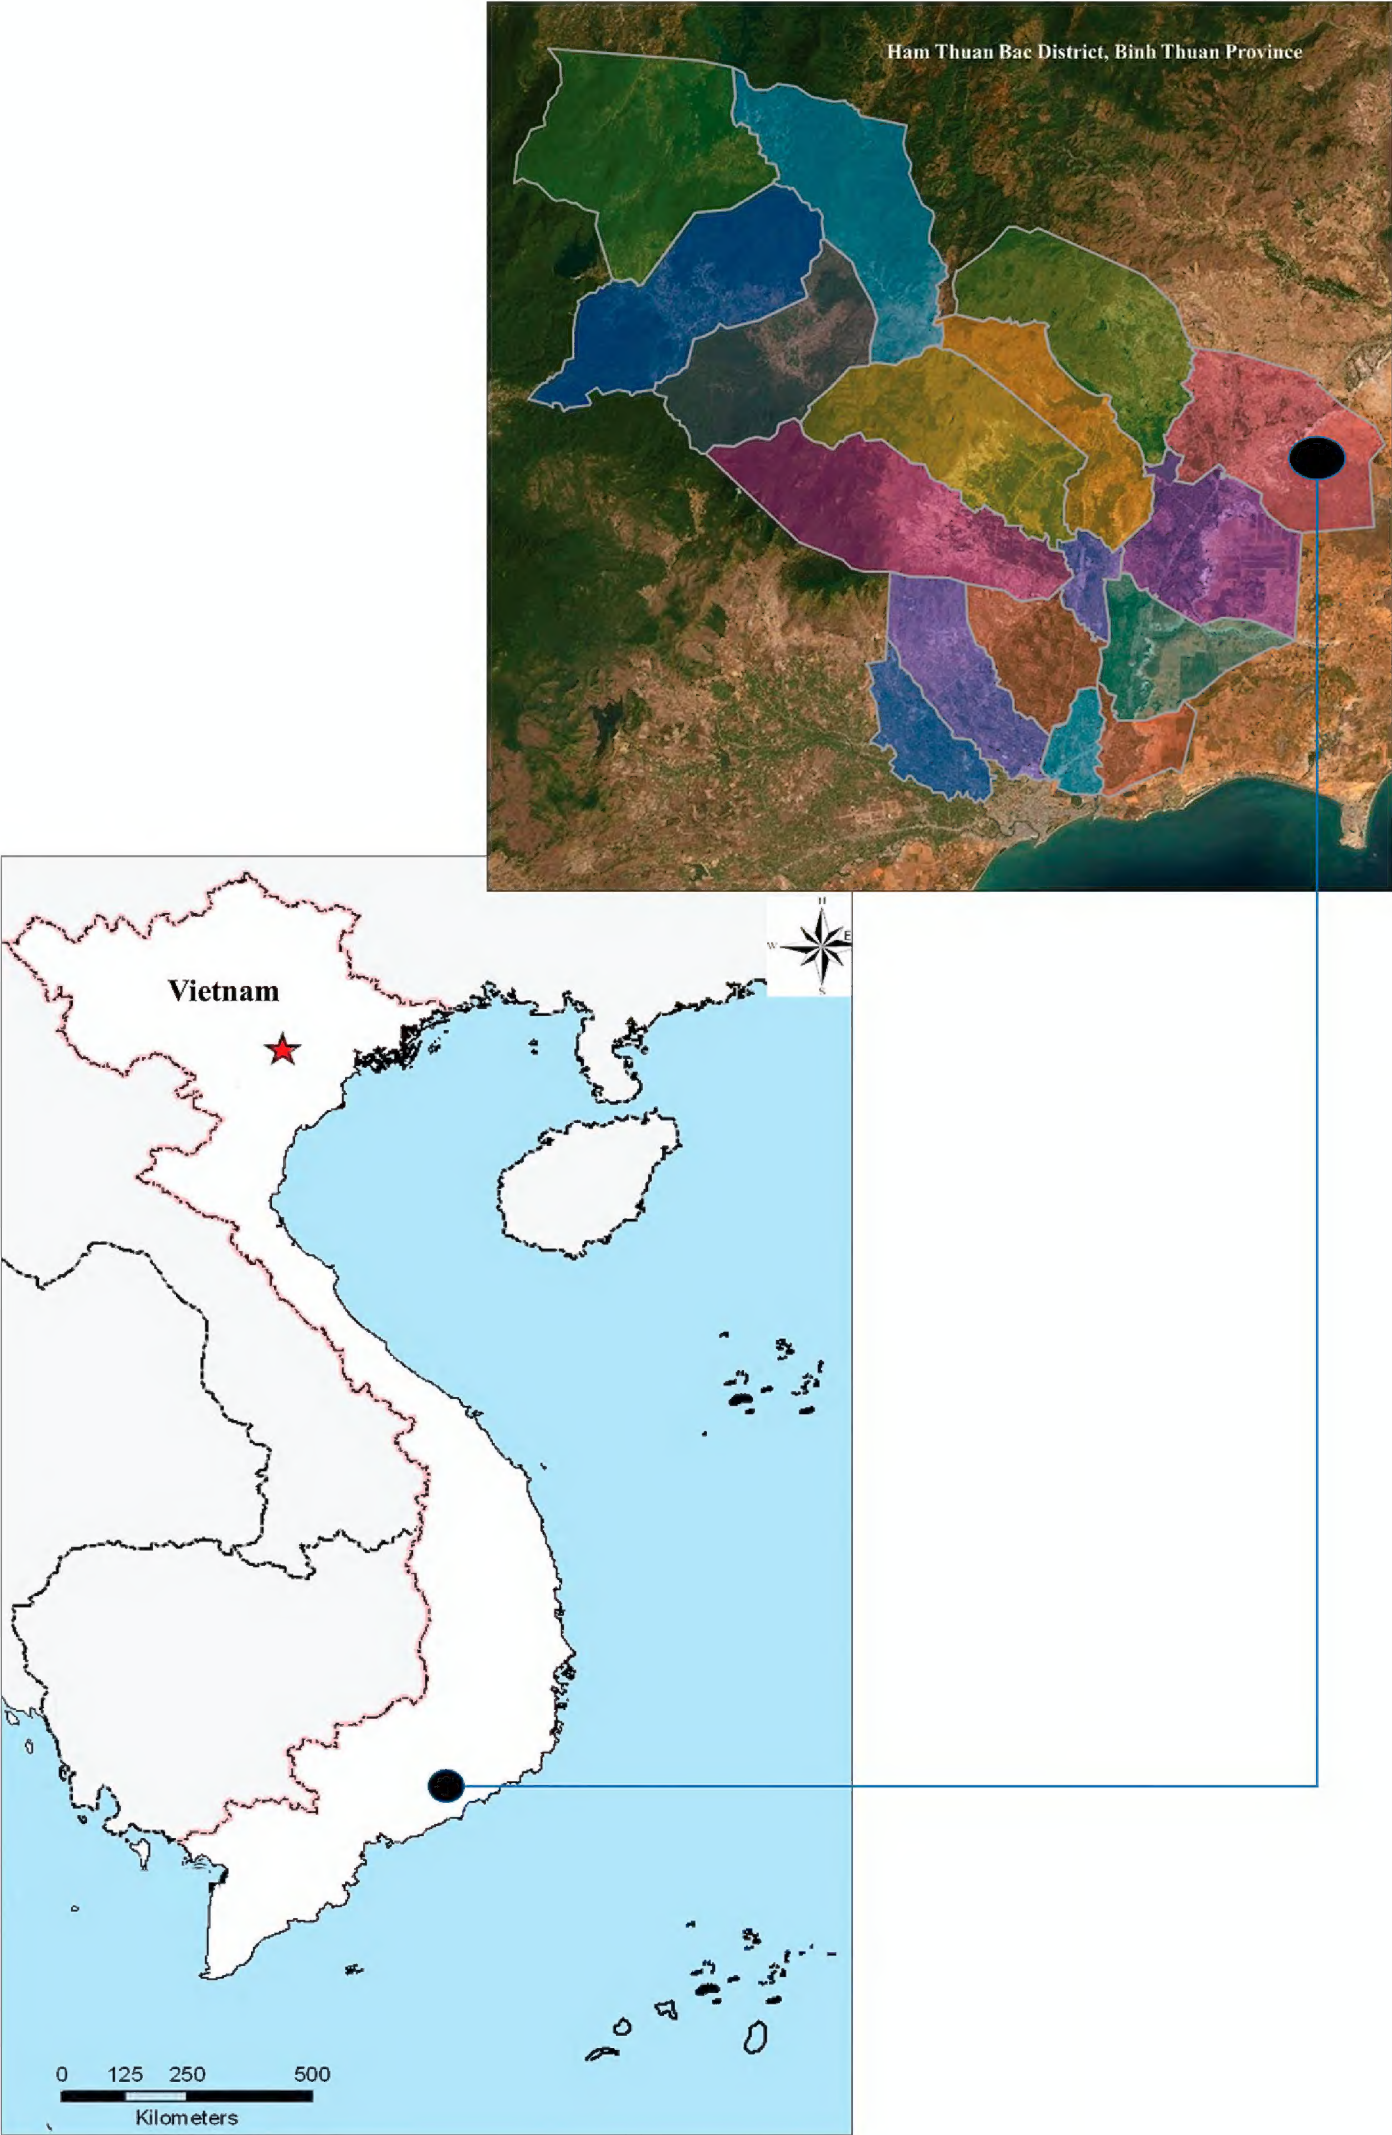 Ham Thuan Bac District, Binh Thuan Province
H
W
E
S
Vietnam
0 125 250 500
Kilometers